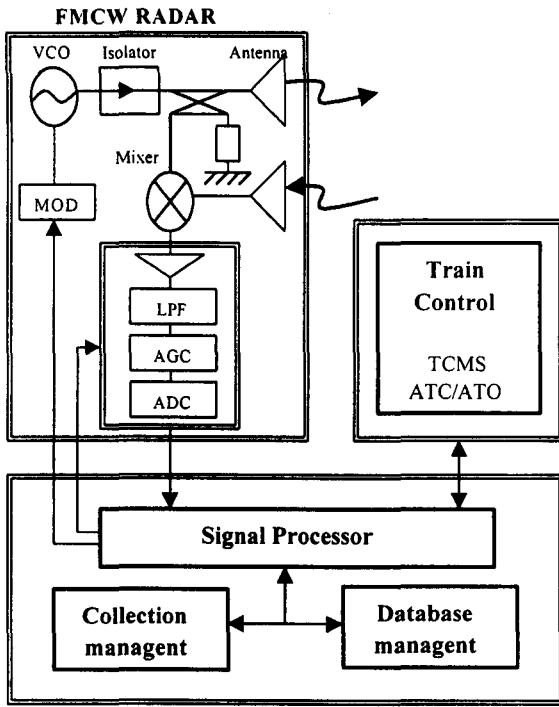 FMCW RADAR
VCO
Isolator
Antenna
Mixer
MOD
LPF
AGC
ADC
Train
Control
TCMS
ATC/ATO
Signal Processor
Collection
managent
Database
managent